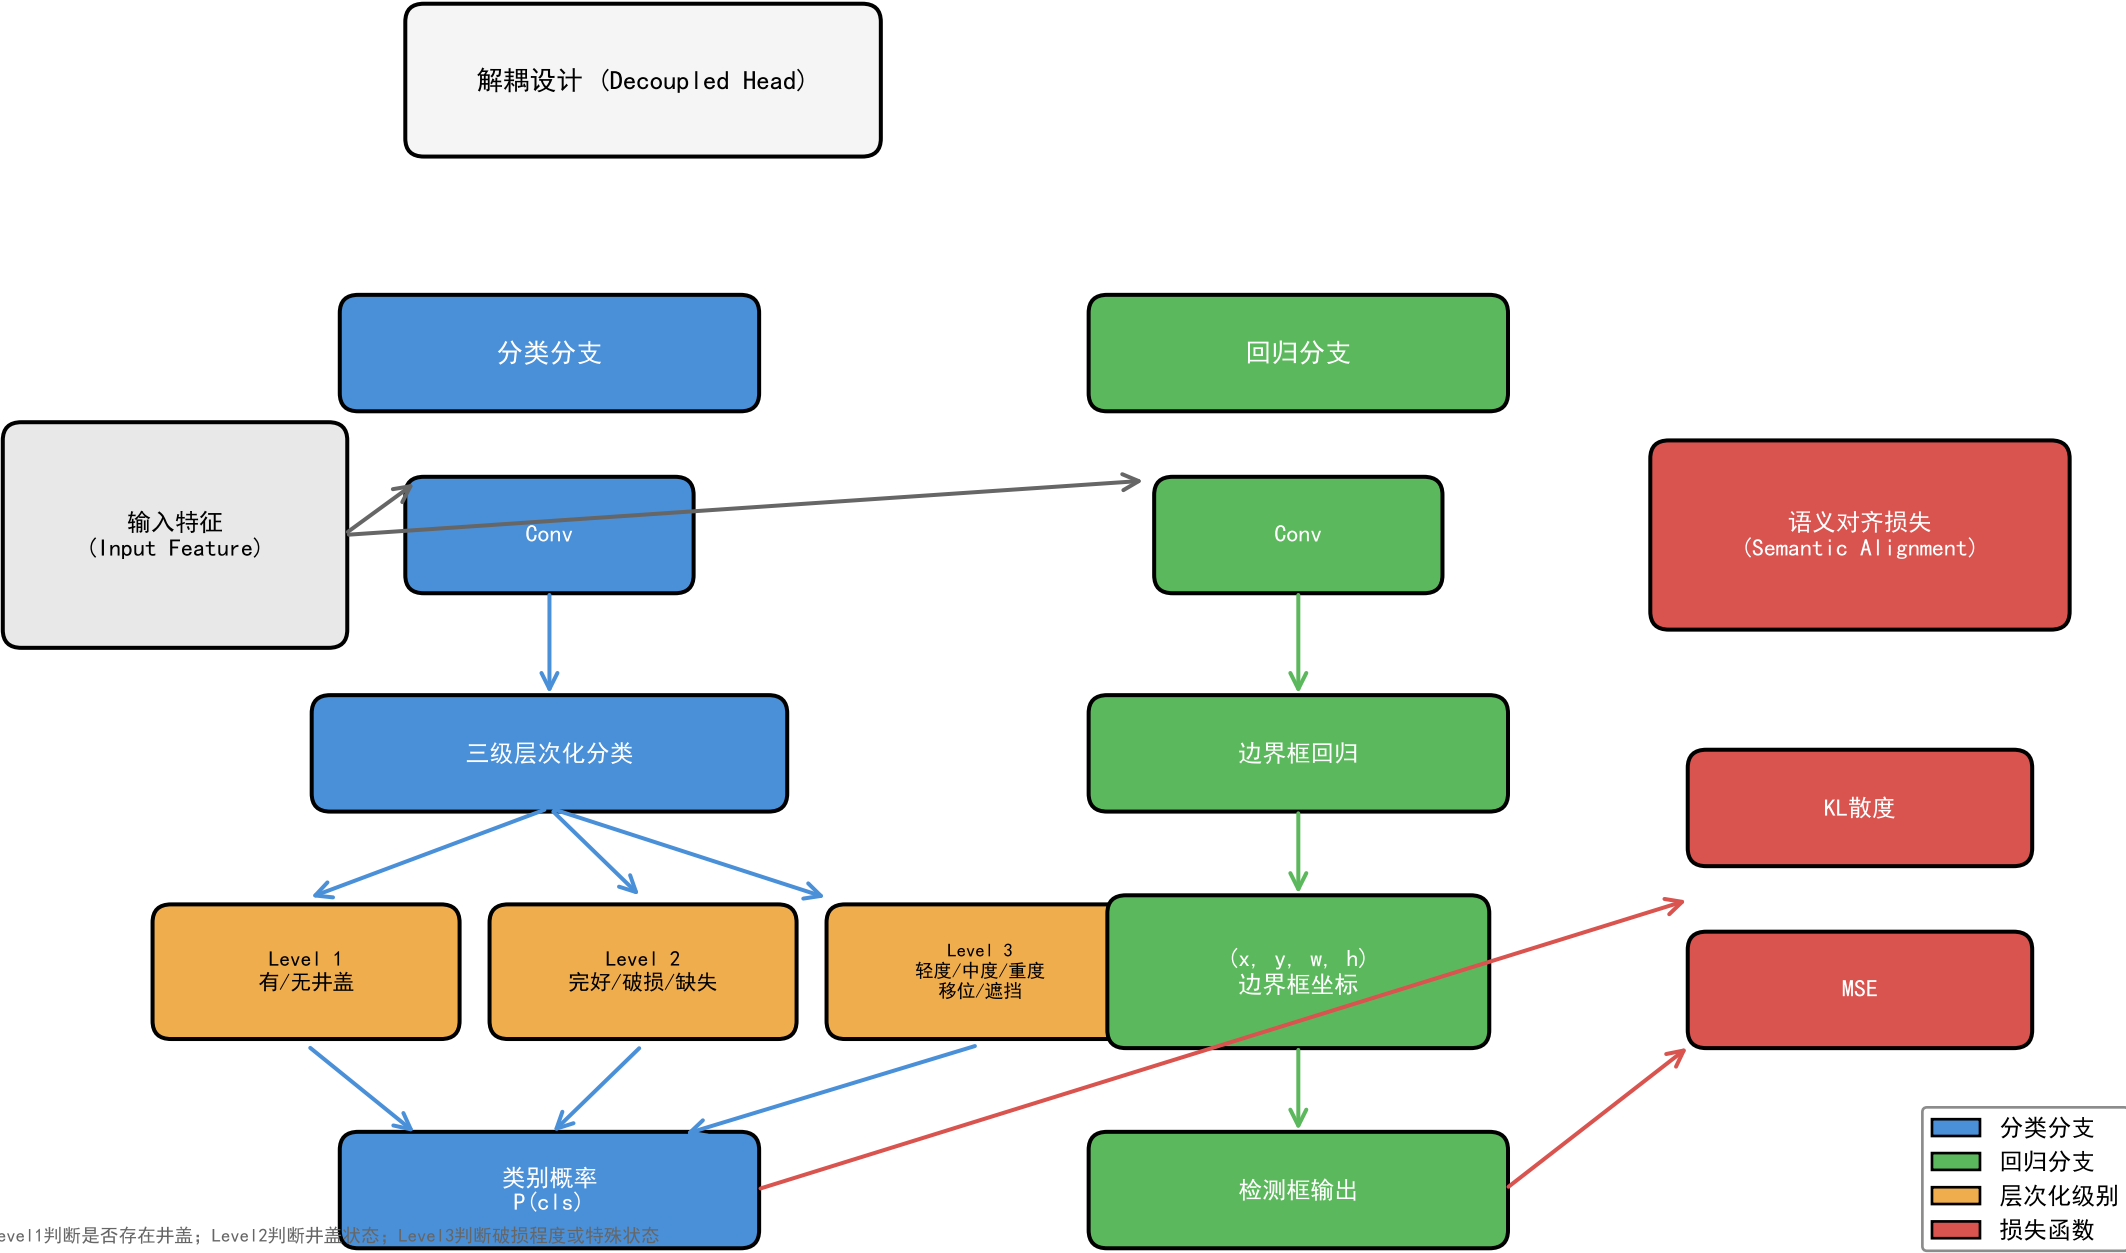 解耦设计 (Decoupled Head)
分类分支
回归分支
输入特征
(Input Feature)
Conv
Conv
语义对齐损失
(Semantic Alignment)
三级层次化分类
边界框回归
KL散度
Level 1
有/无井盖
Level 2
完好/破损/缺失
Level 3
轻度/中度/重度
移位/遮挡
(x, y, w, h)
边界框坐标
MSE
类别概率
P(cls)
检测框输出
evel1判断是否存在井盖；Level2判断井盖状态；Level3判断破损程度或特殊状态
分类分支
回归分支
层次化级别
损失函数